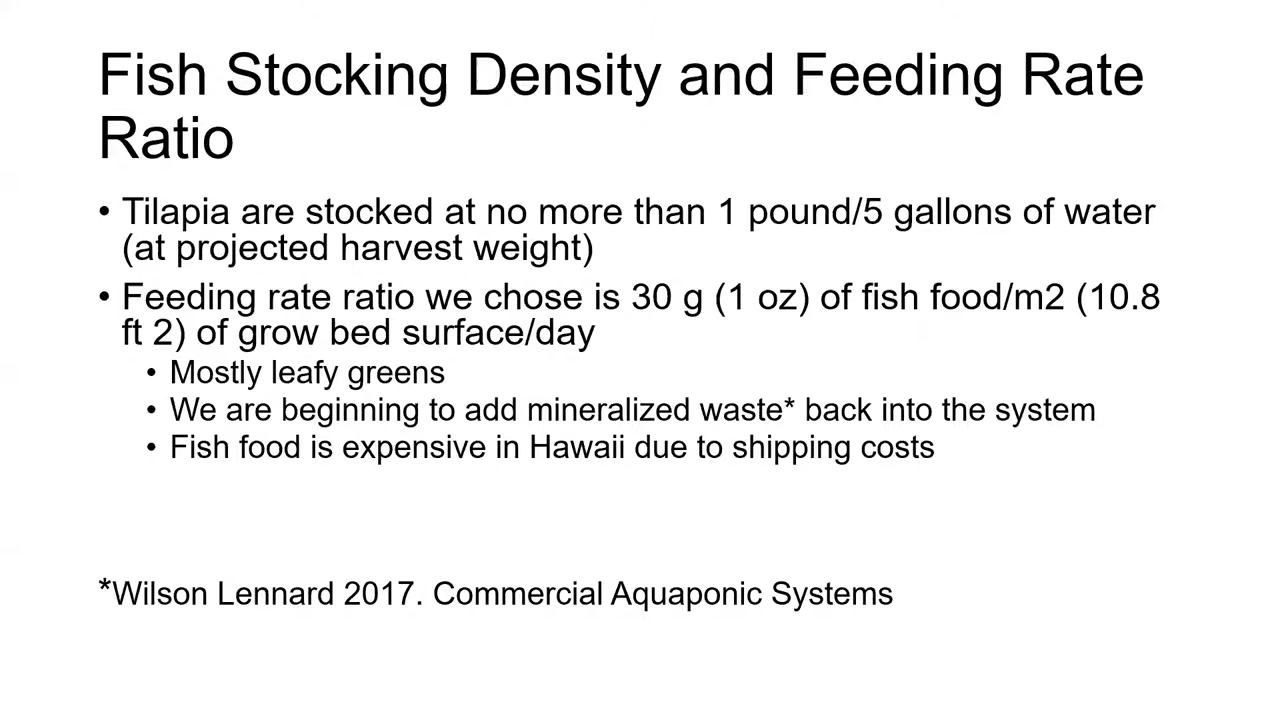 Fish Stocking Density and Feeding Rate
Ratio
• Tilapia are stocked at no more than 1 pound/5 gallons of water
(at projected harvest weight)
• Feeding rate ratio we chose is 30 g (1 oz) of fish food/m2 (10.8
ft 2) of grow bed surface/day
• Mostly leafy greens
• We are beginning to add mineralized waste* back into the system
• Fish food is expensive in Hawaii due to shipping costs
*Wilson Lennard 2017. Commercial Aquaponic Systems